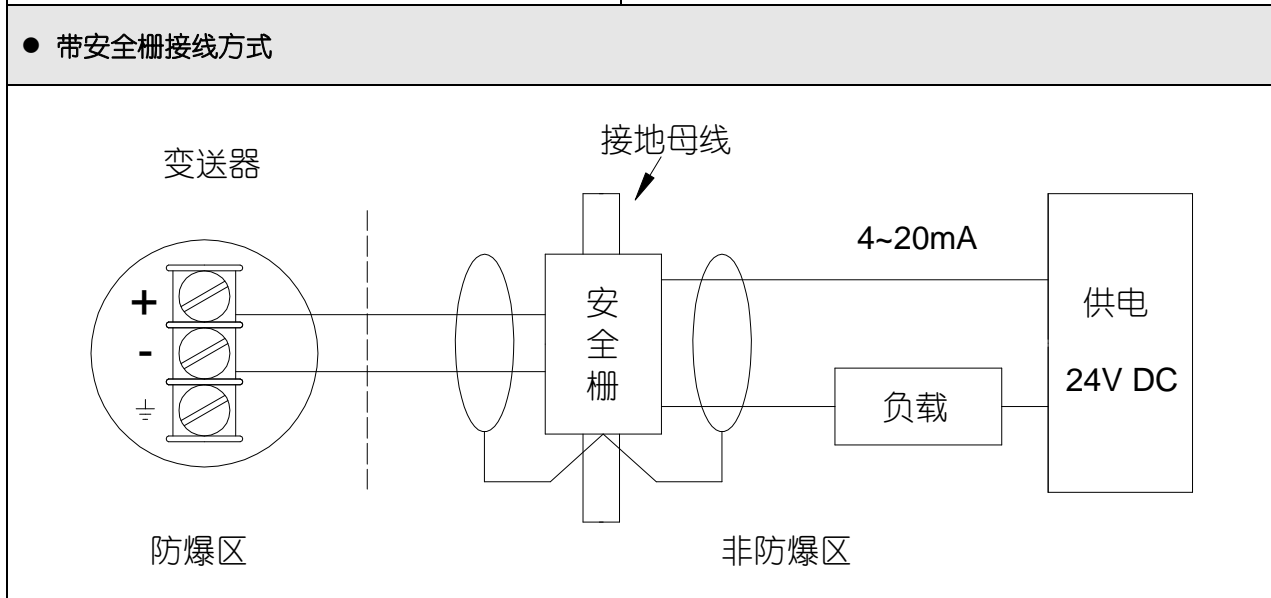 ● 带安全栅接线方式
接地母线
变送器
4~20mA
+
-
安全栅
供电
24V DC
负载
防爆区
非防爆区